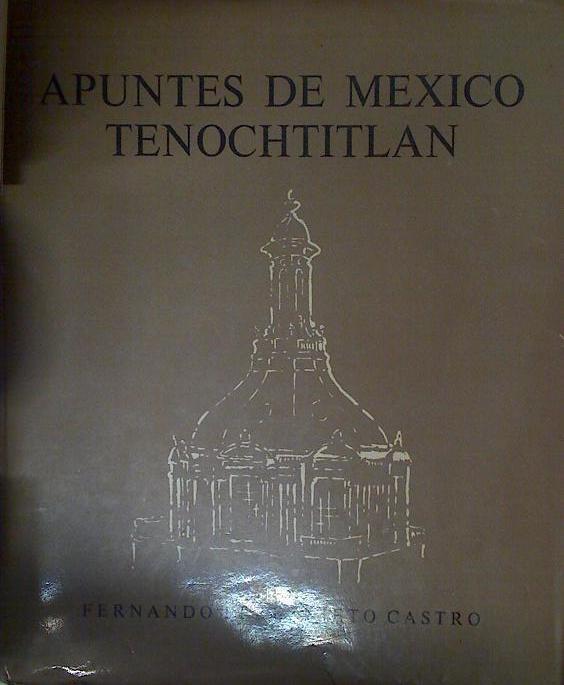 APUNTES DE MEXICO
TENOCHTITLAN
FERNANDO CASTRO